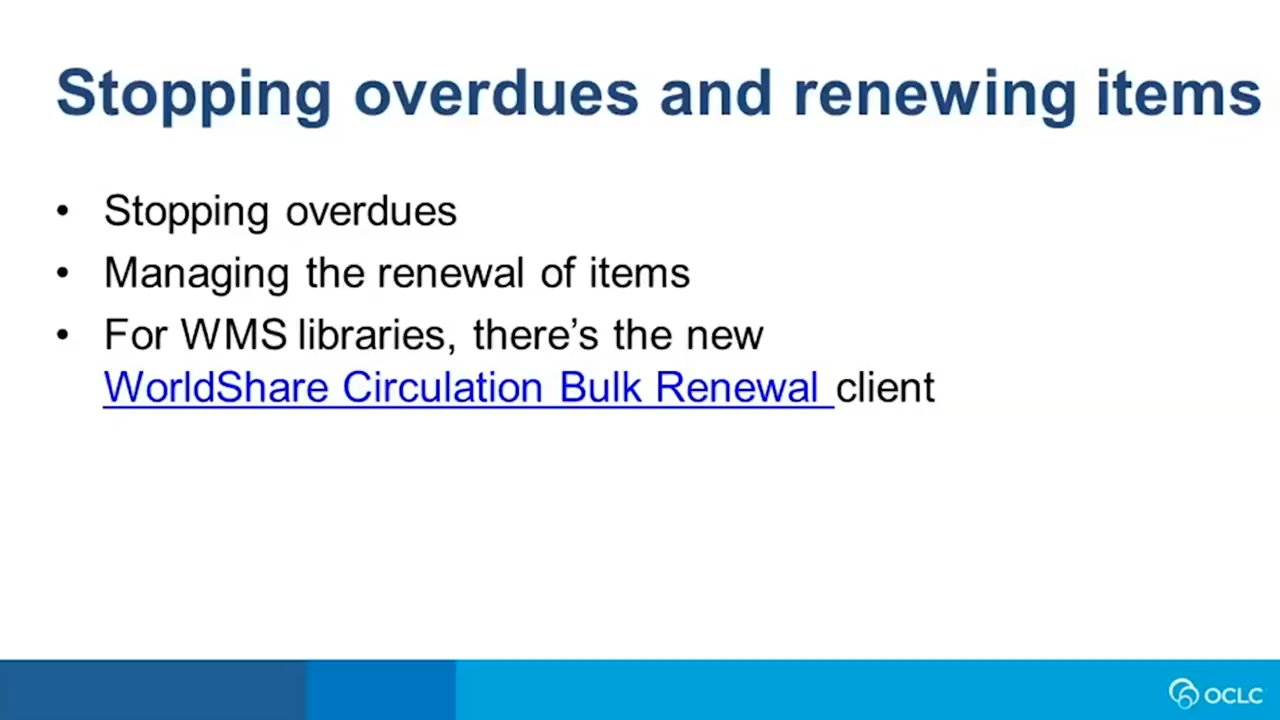 Stopping overdues and renewing items
• Stopping overdues
• Managing the renewal of items
• For WMS libraries, there’s the new
WorldShare Circulation Bulk Renewal client
OCLC